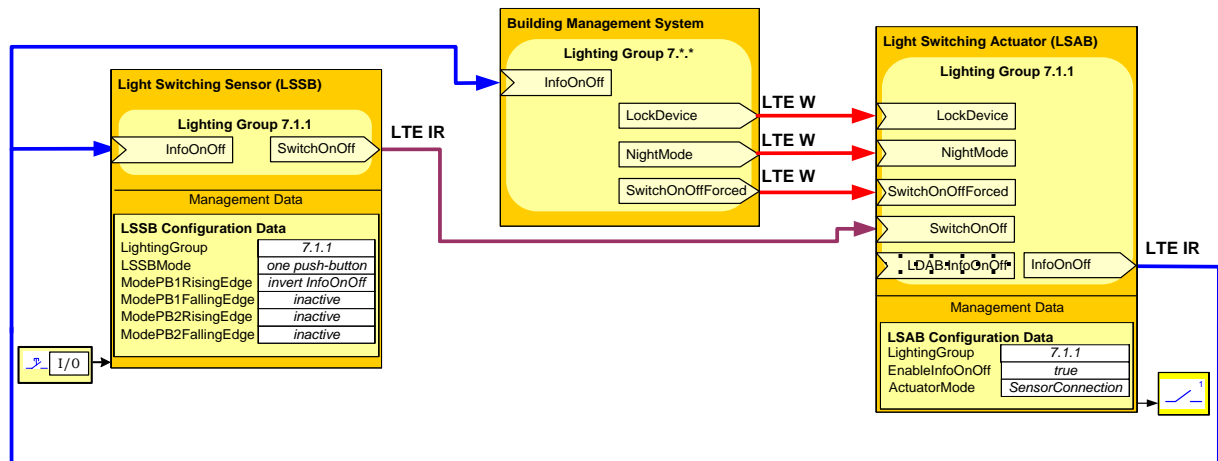 Building Management System
Lighting Group 7.*.*
InfoOnOff
LockDevice
NightMode
SwitchOnOffForced
LTE W
LTE W
LTE W
Light Switching Sensor (LSSB)
Lighting Group 7.1.1
InfoOnOff
SwitchOnOff
LTE IR
Management Data
LSSB Configuration Data
LightingGroup 7.1.1
LSSBMode one push-button
ModePB1RisingEdge invert InfoOnOff
ModePB1FallingEdge inactive
ModePB2RisingEdge inactive
ModePB2FallingEdge inactive
I/0
Light Switching Actuator (LSAB)
Lighting Group 7.1.1
LockDevice
NightMode
SwitchOnOffForced
SwitchOnOff
LDAB.InfoOnOff
InfoOnOff
LTE IR
Management Data
LSAB Configuration Data
LightingGroup 7.1.1
EnableInfoOnOff true
ActuatorMode SensorConnection
1